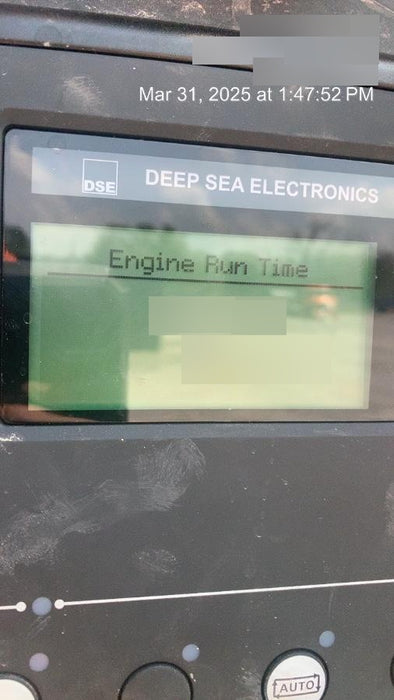 Mar 31, 2025 at 1:47:52 PM
DSE DEEP SEA ELECTRONICS
Engine Run Time
AUTO